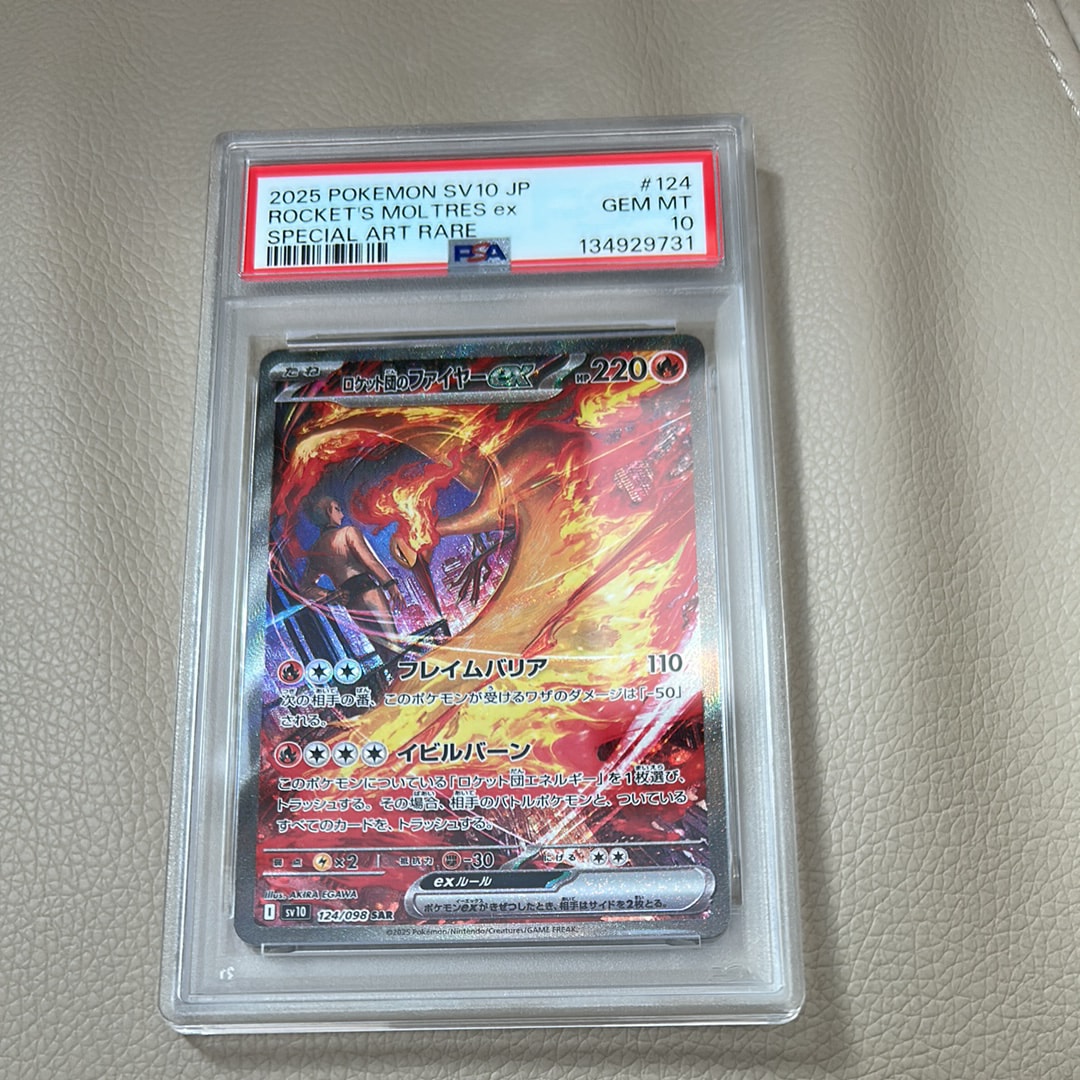 2025 POKEMON SV10 JP #124
ROCKET'S MOLTRES ex GEM MT
SPECIAL ART RARE 10
PSA 134929731
たね ロケット団のファイヤーex HP 220
フレイムバリア 110
次の相手の番、このポケモンが受けるワザのダメージは「-50」
される。
イビルバーン
このポケモンについている「ロケット団エネルギー」を1枚選び、
トラッシュする。その場合、相手のバトルポケモンと、ついている
すべてのカードを、トラッシュする。
弱点 ×2 抵抗力 -30 にげる
exルール
ポケモンexがきぜつしたとき、相手はサイドを2枚とる。
Illus. AKIRA EGAWA
I sv10 124/098 SAR
©2025 Pokémon/Nintendo/Creatures/GAME FREAK.